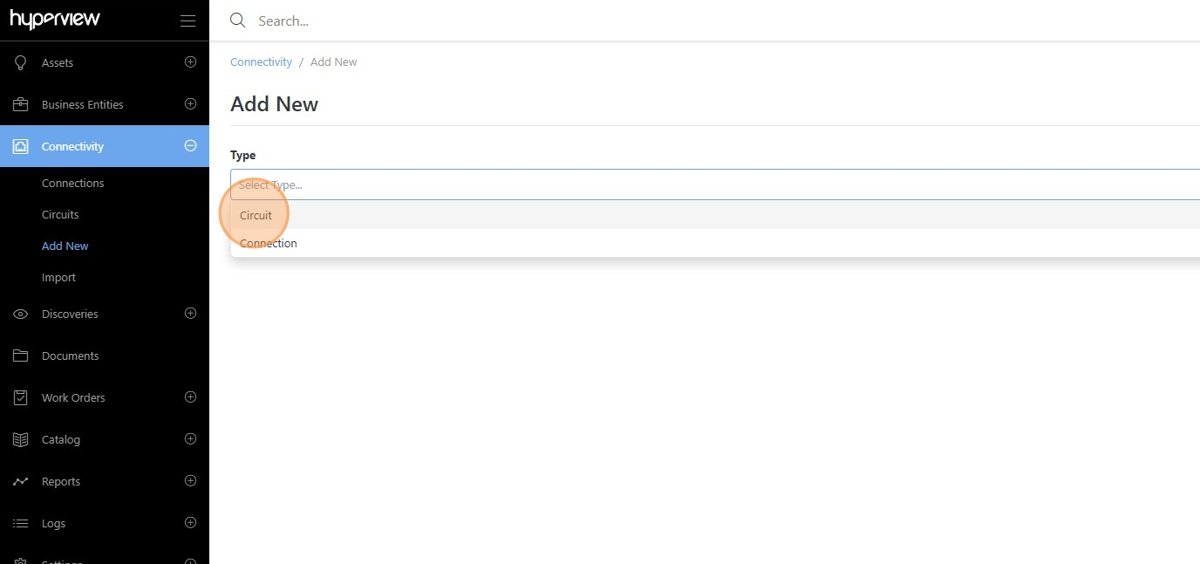 hyperview
Search...
Assets
Business Entities
Connectivity
Connections
Circuits
Add New
Import
Discoveries
Documents
Work Orders
Catalog
Reports
Logs
Settings
Connectivity / Add New
Add New
Type
Select Type...
Circuit
Connection